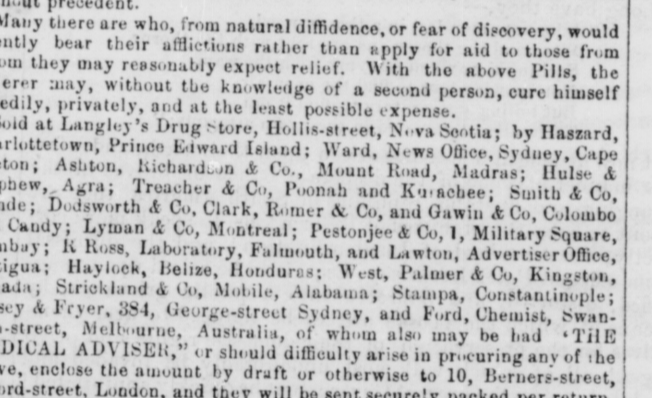 without precedent.
Many there are who, from natural diffidence, or fear of discovery, would
ently bear their afflictions rather than apply for aid to those from
om they may reasonably expect relief. With the above Pills, the
erer may, without the knowledge of a second person, cure himself
edily, privately, and at the least possible expense.
Sold at Langley's Drug Store, Hollis-street, Nova Scotia; by Haszard,
arlottetown, Prince Edward Island; Ward, News Office, Sydney, Cape
eton; Ashton, Richardson & Co., Mount Road, Madras; Hulse &
phew, Agra; Treacher & Co, Poonah and Kurachee; Smith & Co,
nde; Dodsworth & Co, Clark, Romer & Co, and Gawin & Co, Colombo
Candy; Lyman & Co, Montreal; Pestonjee & Co, 1, Military Square,
mbay; R Ross, Laboratory, Falmouth, and Lawton, Advertiser Office,
tigua; Haylock, Belize, Honduras; West, Palmer & Co, Kingston,
ada; Strickland & Co, Mobile, Alabama; Stampa, Constantinople;
sey & Fryer, 384, George-street Sydney, and Ford, Chemist, Swan-
-street, Melbourne, Australia, of whom also may be had 'THE
DICAL ADVISER," or should difficulty arise in procuring any of the
ve, enclose the amount by draft or otherwise to 10, Berners-street,
ord-street, London, and they will be sent securely packed per return